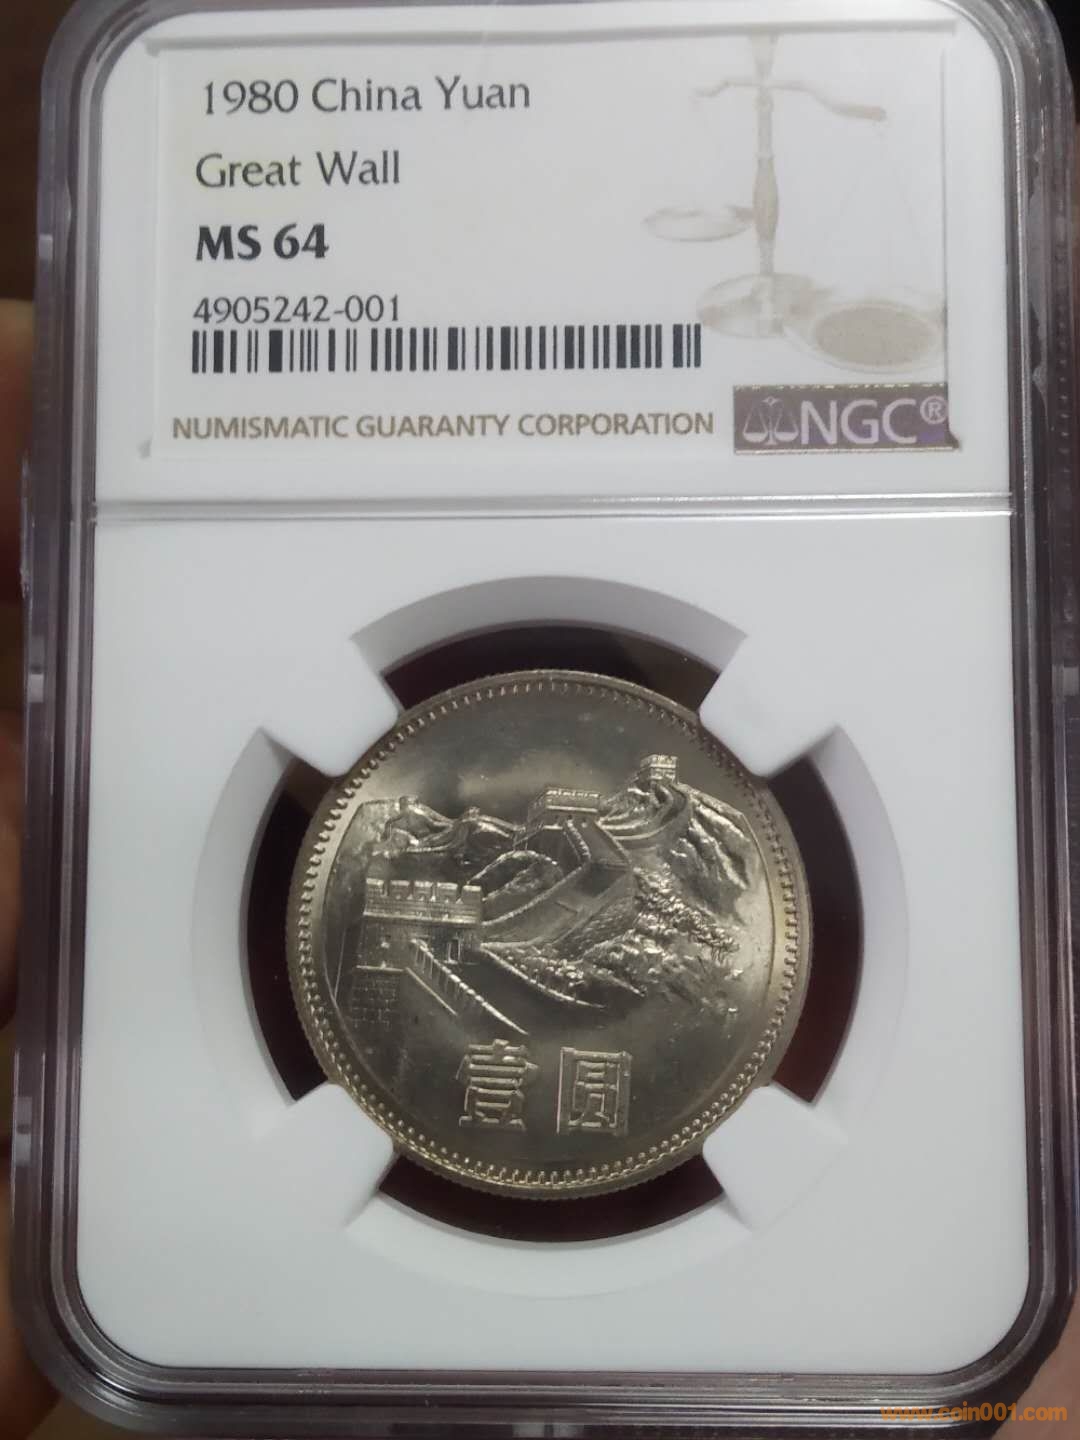 1980 China Yuan
Great Wall
MS 64
4905242-001
NUMISMATIC GUARANTY CORPORATION
NGC®
壹圆
www.coin001.com